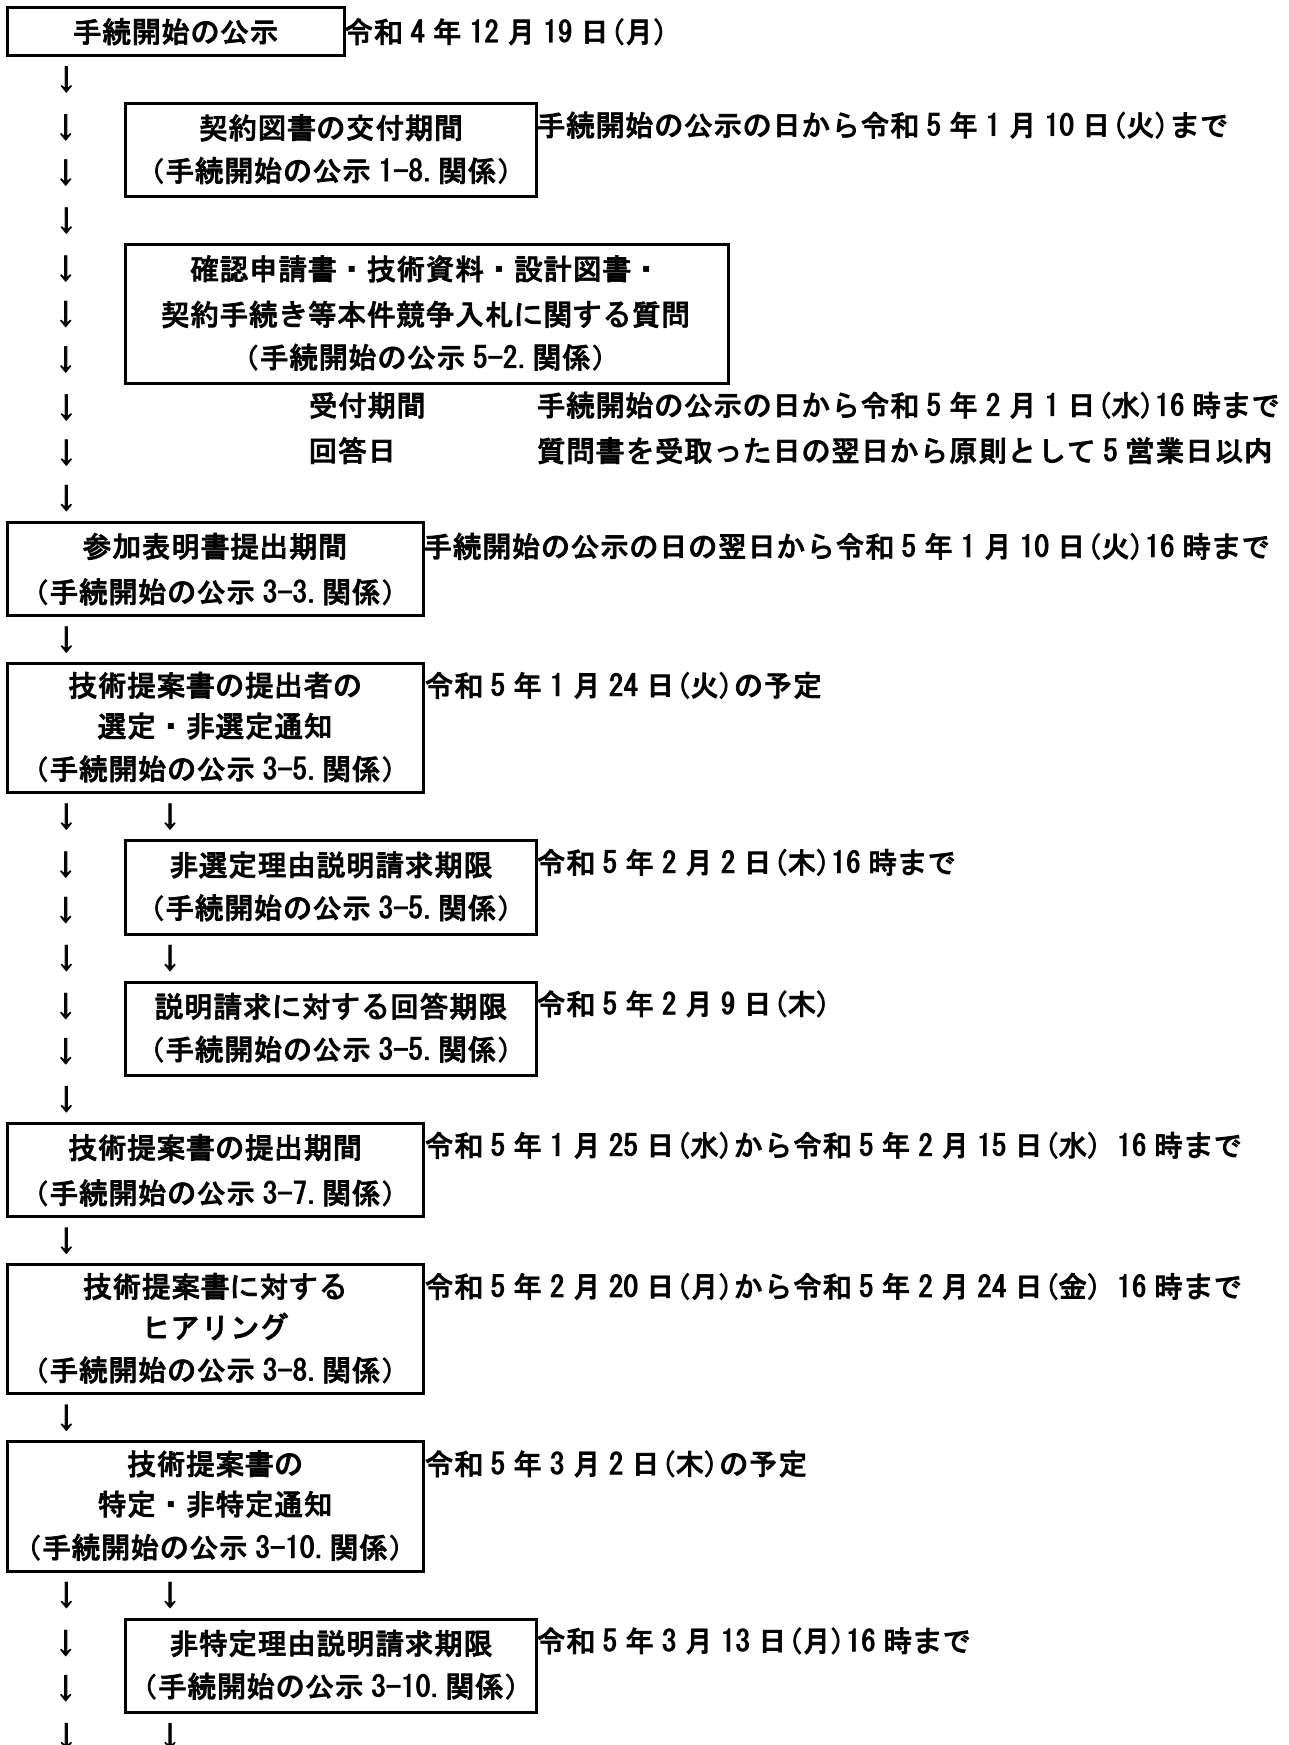 手続開始の公示 令和4年12月19日(月)
↓
↓ 契約図書の交付期間 手続開始の公示の日から令和5年1月10日(火)まで
↓ (手続開始の公示1-8.関係)
↓
↓ 確認申請書・技術資料・設計図書・
↓ 契約手続き等本件競争入札に関する質問
↓ (手続開始の公示5-2.関係)
↓ 受付期間 手続開始の公示の日から令和5年2月1日(水)16時まで
↓ 回答日 質問書を受取った日の翌日から原則として5営業日以内
↓
参加表明書提出期間 手続開始の公示の日の翌日から令和5年1月10日(火)16時まで
(手続開始の公示3-3.関係)
↓
技術提案書の提出者の 令和5年1月24日(火)の予定
選定・非選定通知
(手続開始の公示3-5.関係)
↓ ↓
↓ 非選定理由説明請求期限 令和5年2月2日(木)16時まで
↓ (手続開始の公示3-5.関係)
↓ ↓
↓ 説明請求に対する回答期限 令和5年2月9日(木)
↓ (手続開始の公示3-5.関係)
↓
技術提案書の提出期間 令和5年1月25日(水)から令和5年2月15日(水) 16時まで
(手続開始の公示3-7.関係)
↓
技術提案書に対する 令和5年2月20日(月)から令和5年2月24日(金) 16時まで
ヒアリング
(手続開始の公示3-8.関係)
↓
技術提案書の 令和5年3月2日(木)の予定
特定・非特定通知
(手続開始の公示3-10.関係)
↓ ↓
↓ 非特定理由説明請求期限 令和5年3月13日(月)16時まで
↓ (手続開始の公示3-10.関係)
↓ ↓